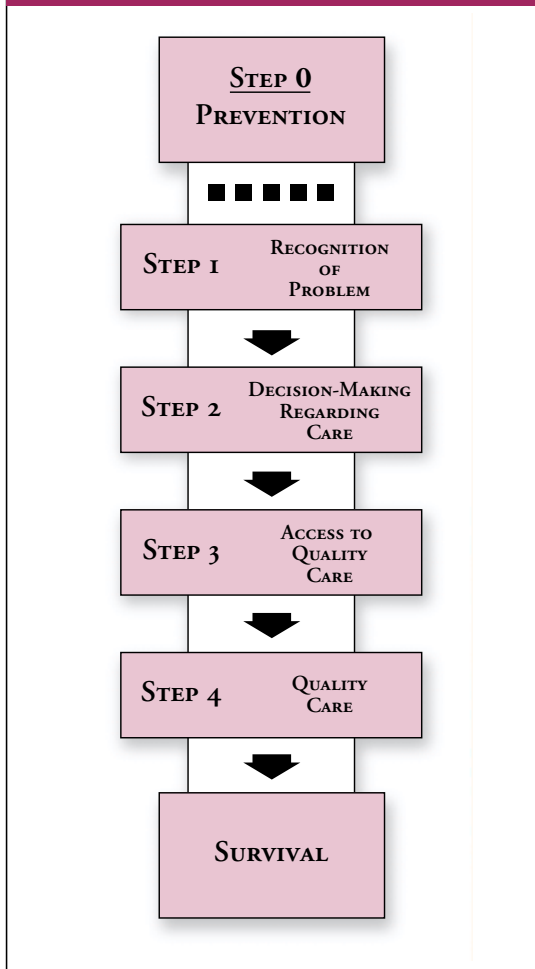 Step 0
Prevention
Step 1
Recognition
of
Problem
Step 2
Decision-Making
Regarding
Care
Step 3
Access to
Quality
Care
Step 4
Quality
Care
Survival